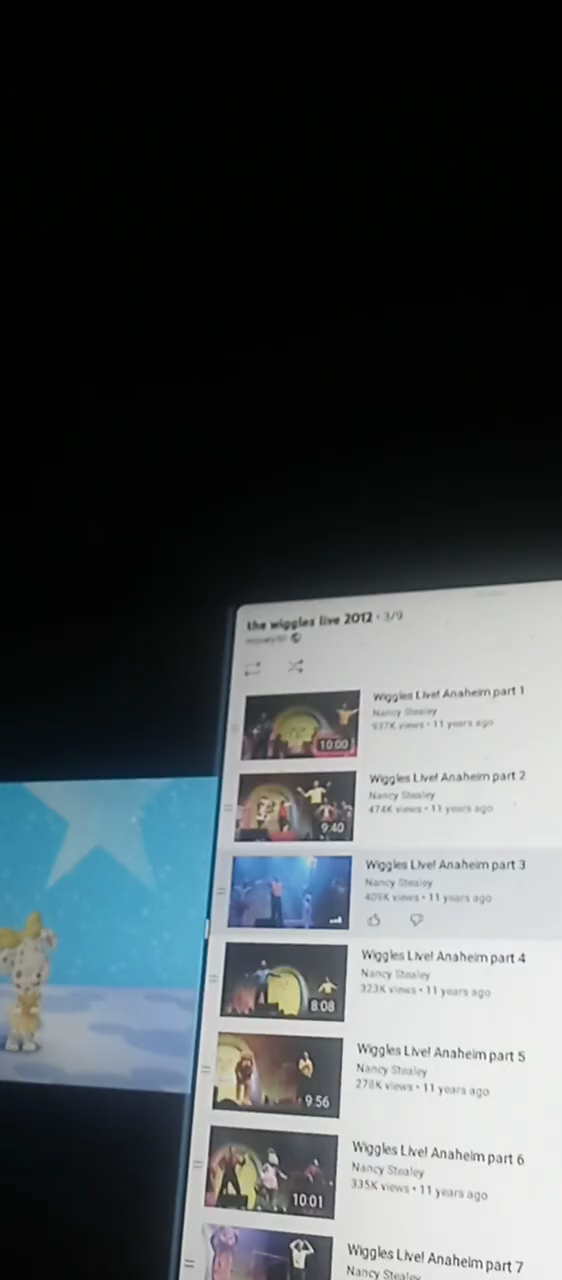 the wiggles live 2012 • 3/9
Wiggles Live! Anaheim part 1
Nancy Stealey
937K views • 11 years ago
10:00
Wiggles Live! Anaheim part 2
Nancy Stealey
474K views • 11 years ago
9:40
Wiggles Live! Anaheim part 3
Nancy Stealey
409K views • 11 years ago
Wiggles Live! Anaheim part 4
Nancy Stealey
323K views • 11 years ago
8:08
Wiggles Live! Anaheim part 5
Nancy Stealey
278K views • 11 years ago
9:56
Wiggles Live! Anaheim part 6
Nancy Stealey
335K views • 11 years ago
10:01
Wiggles Live! Anaheim part 7
Nancy Stealey